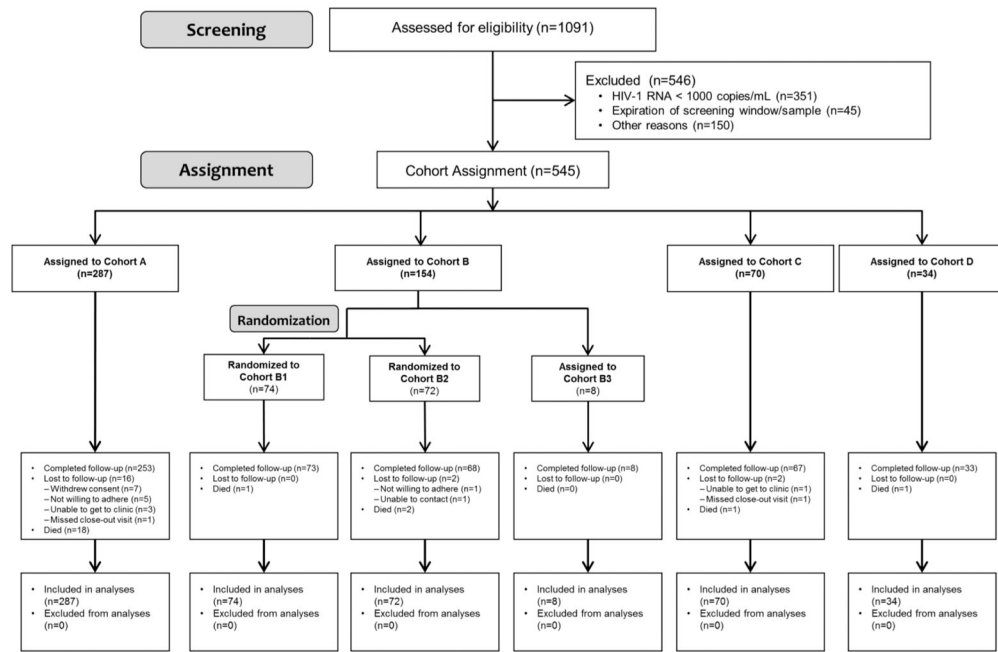 Screening
Assessed for eligibility (n=1091)
Excluded (n=546)
• HIV-1 RNA < 1000 copies/mL (n=351)
• Expiration of screening window/sample (n=45)
• Other reasons (n=150)
Assignment
Cohort Assignment (n=545)
Assigned to Cohort A
(n=287)
Assigned to Cohort B
(n=154)
Assigned to Cohort C
(n=70)
Assigned to Cohort D
(n=34)
Randomization
Randomized to
Cohort B1
(n=74)
Randomized to
Cohort B2
(n=72)
Assigned to
Cohort B3
(n=8)
• Completed follow-up (n=253)
• Lost to follow-up (n=16)
– Withdrew consent (n=7)
– Not willing to adhere (n=5)
– Unable to get to clinic (n=3)
– Missed close-out visit (n=1)
• Died (n=18)
• Completed follow-up (n=73)
• Lost to follow-up (n=0)
• Died (n=1)
• Completed follow-up (n=68)
• Lost to follow-up (n=2)
– Not willing to adhere (n=1)
– Unable to contact (n=1)
• Died (n=2)
• Completed follow-up (n=8)
• Lost to follow-up (n=0)
• Died (n=0)
• Completed follow-up (n=67)
• Lost to follow-up (n=2)
– Unable to get to clinic (n=1)
– Missed close-out visit (n=1)
• Died (n=1)
• Completed follow-up (n=33)
• Lost to follow-up (n=0)
• Died (n=1)
• Included in analyses
(n=287)
• Excluded from analyses
(n=0)
• Included in analyses
(n=74)
• Excluded from analyses
(n=0)
• Included in analyses
(n=72)
• Excluded from analyses
(n=0)
• Included in analyses
(n=8)
• Excluded from analyses
(n=0)
• Included in analyses
(n=70)
• Excluded from analyses
(n=0)
• Included in analyses
(n=34)
• Excluded from analyses
(n=0)